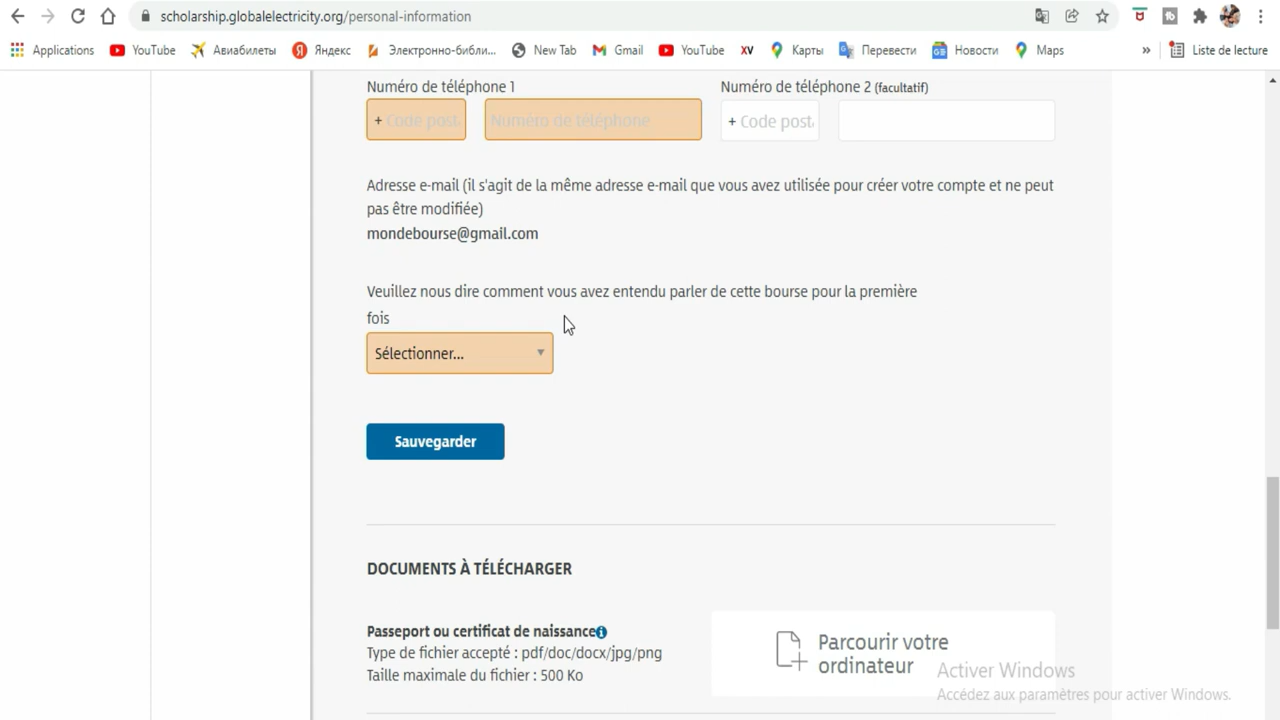 scholarship.globalelectricity.org/personal-information
Applications YouTube Авиабилеты Яндекс Электронно-библи... New Tab Gmail YouTube XV Карты Перевести Новости Maps » Liste de lecture
Numéro de téléphone 1 Numéro de téléphone 2 (facultatif)
+ Code posta Numéro de téléphone + Code posta
Adresse e-mail (il s'agit de la même adresse e-mail que vous avez utilisée pour créer votre compte et ne peut
pas être modifiée)
mondebourse@gmail.com
Veuillez nous dire comment vous avez entendu parler de cette bourse pour la première
fois
Sélectionner...
Sauvegarder
DOCUMENTS À TÉLÉCHARGER
Passeport ou certificat de naissance
Type de fichier accepté : pdf/doc/docx/jpg/png
Taille maximale du fichier : 500 Ko
Parcourir votre
ordinateur
Activer Windows
Accédez aux paramètres pour activer Windows.